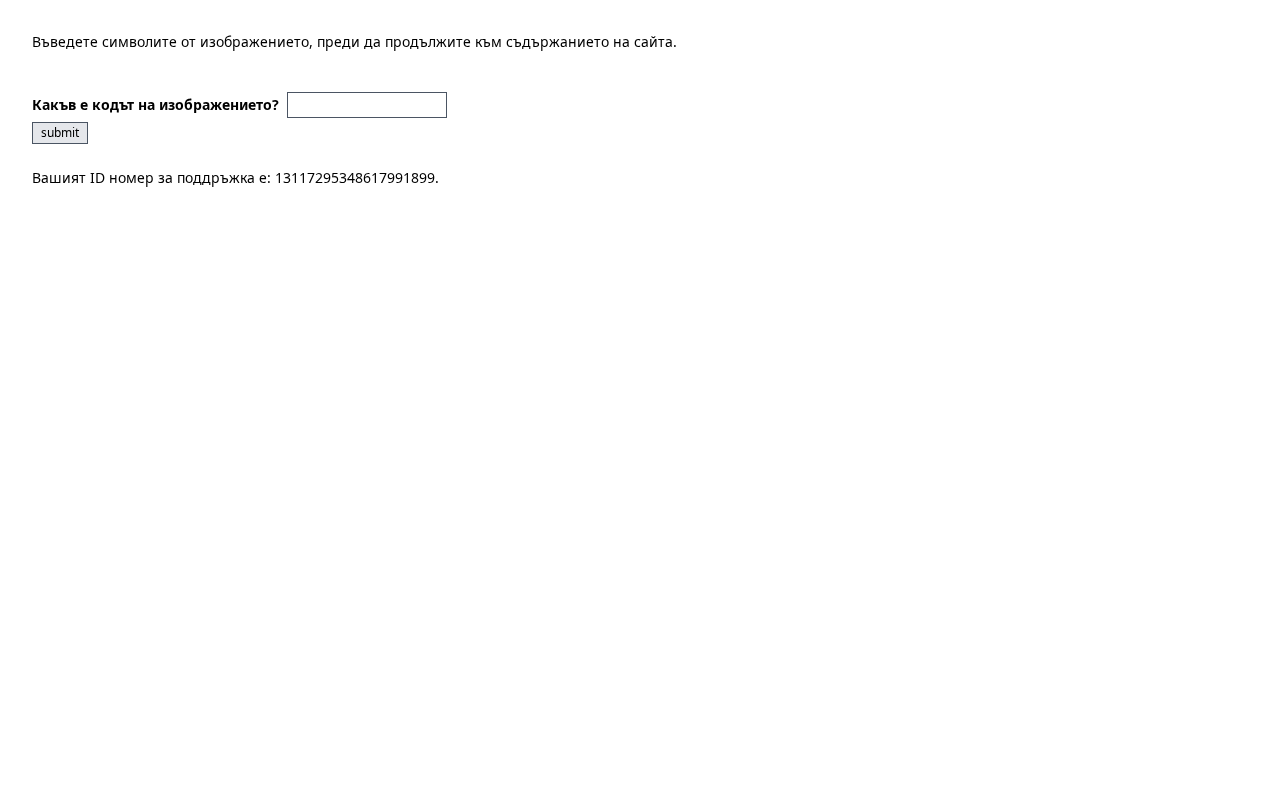 Въведете символите от изображението, преди да продължите към съдържанието на сайта.
Какъв е кодът на изображението?
submit
Вашият ID номер за поддръжка е: 13117295348617991899.